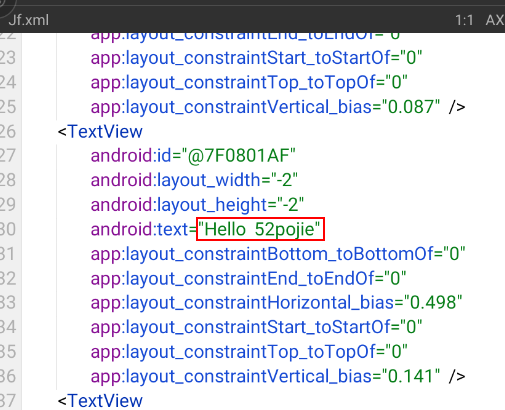 Jf.xml 1:1 AX
22 app:layout_constraintEnd_toEndOf="0"
23 app:layout_constraintStart_toStartOf="0"
24 app:layout_constraintTop_toTopOf="0"
25 app:layout_constraintVertical_bias="0.087" />
26 <TextView
27 android:id="@7F0801AF"
28 android:layout_width="-2"
29 android:layout_height="-2"
30 android:text="Hello 52pojie"
31 app:layout_constraintBottom_toBottomOf="0"
32 app:layout_constraintEnd_toEndOf="0"
33 app:layout_constraintHorizontal_bias="0.498"
34 app:layout_constraintStart_toStartOf="0"
35 app:layout_constraintTop_toTopOf="0"
36 app:layout_constraintVertical_bias="0.141" />
37 <TextView